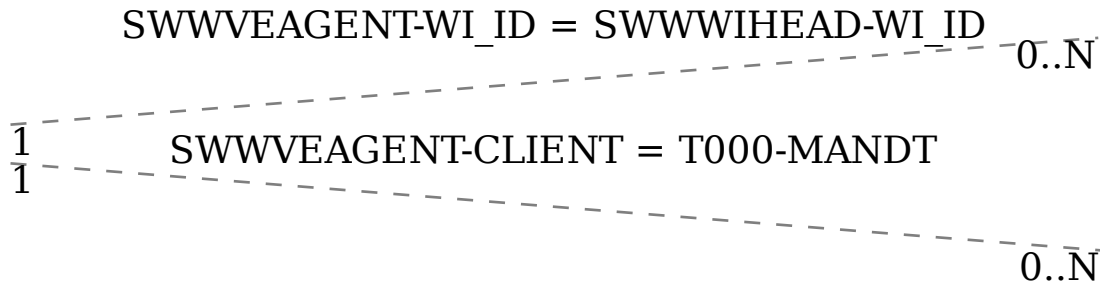 SWWVEAGENT-WI_ID = SWWWIHEAD-WI_ID
0..N
1
SWWVEAGENT-CLIENT = T000-MANDT
1
0..N